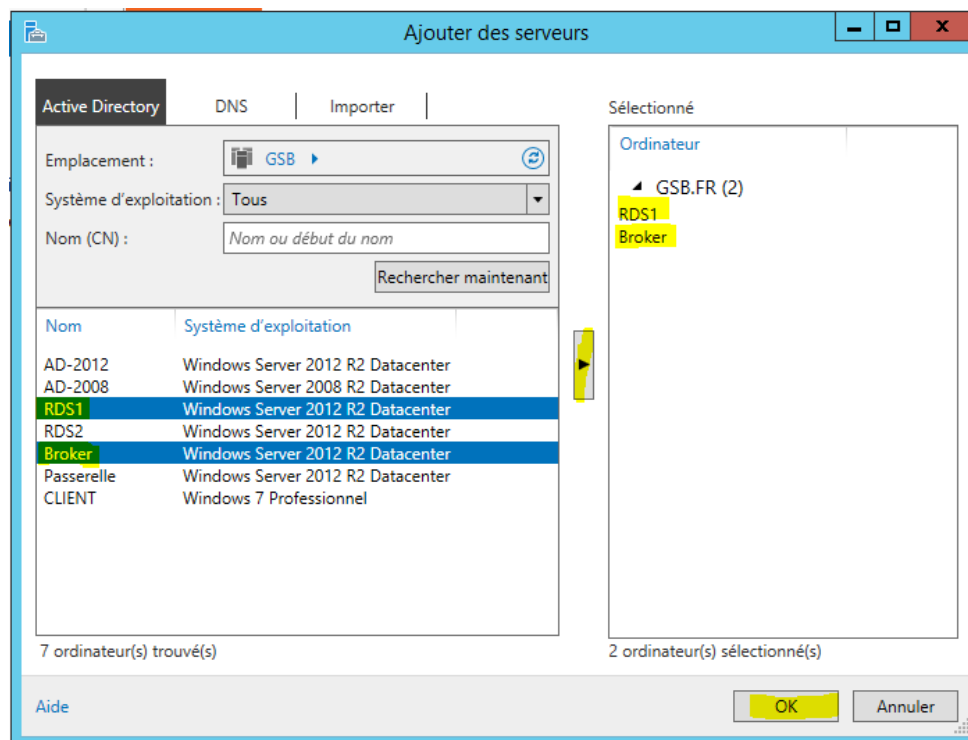 Ajouter des serveurs
Active Directory DNS Importer
Emplacement : GSB
Système d'exploitation : Tous
Nom (CN) : Nom ou début du nom
Rechercher maintenant
Nom Système d'exploitation
AD-2012 Windows Server 2012 R2 Datacenter
AD-2008 Windows Server 2008 R2 Datacenter
RDS1 Windows Server 2012 R2 Datacenter
RDS2 Windows Server 2012 R2 Datacenter
Broker Windows Server 2012 R2 Datacenter
Passerelle Windows Server 2012 R2 Datacenter
CLIENT Windows 7 Professionnel
7 ordinateur(s) trouvé(s)
Sélectionné
Ordinateur
GSB.FR (2)
RDS1
Broker
2 ordinateur(s) sélectionné(s)
Aide OK Annuler